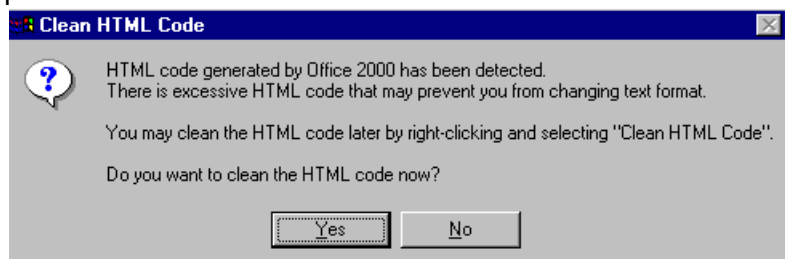 Clean HTML Code
HTML code generated by Office 2000 has been detected.
There is excessive HTML code that may prevent you from changing text format.
You may clean the HTML code later by right-clicking and selecting "Clean HTML Code".
Do you want to clean the HTML code now?
Yes No